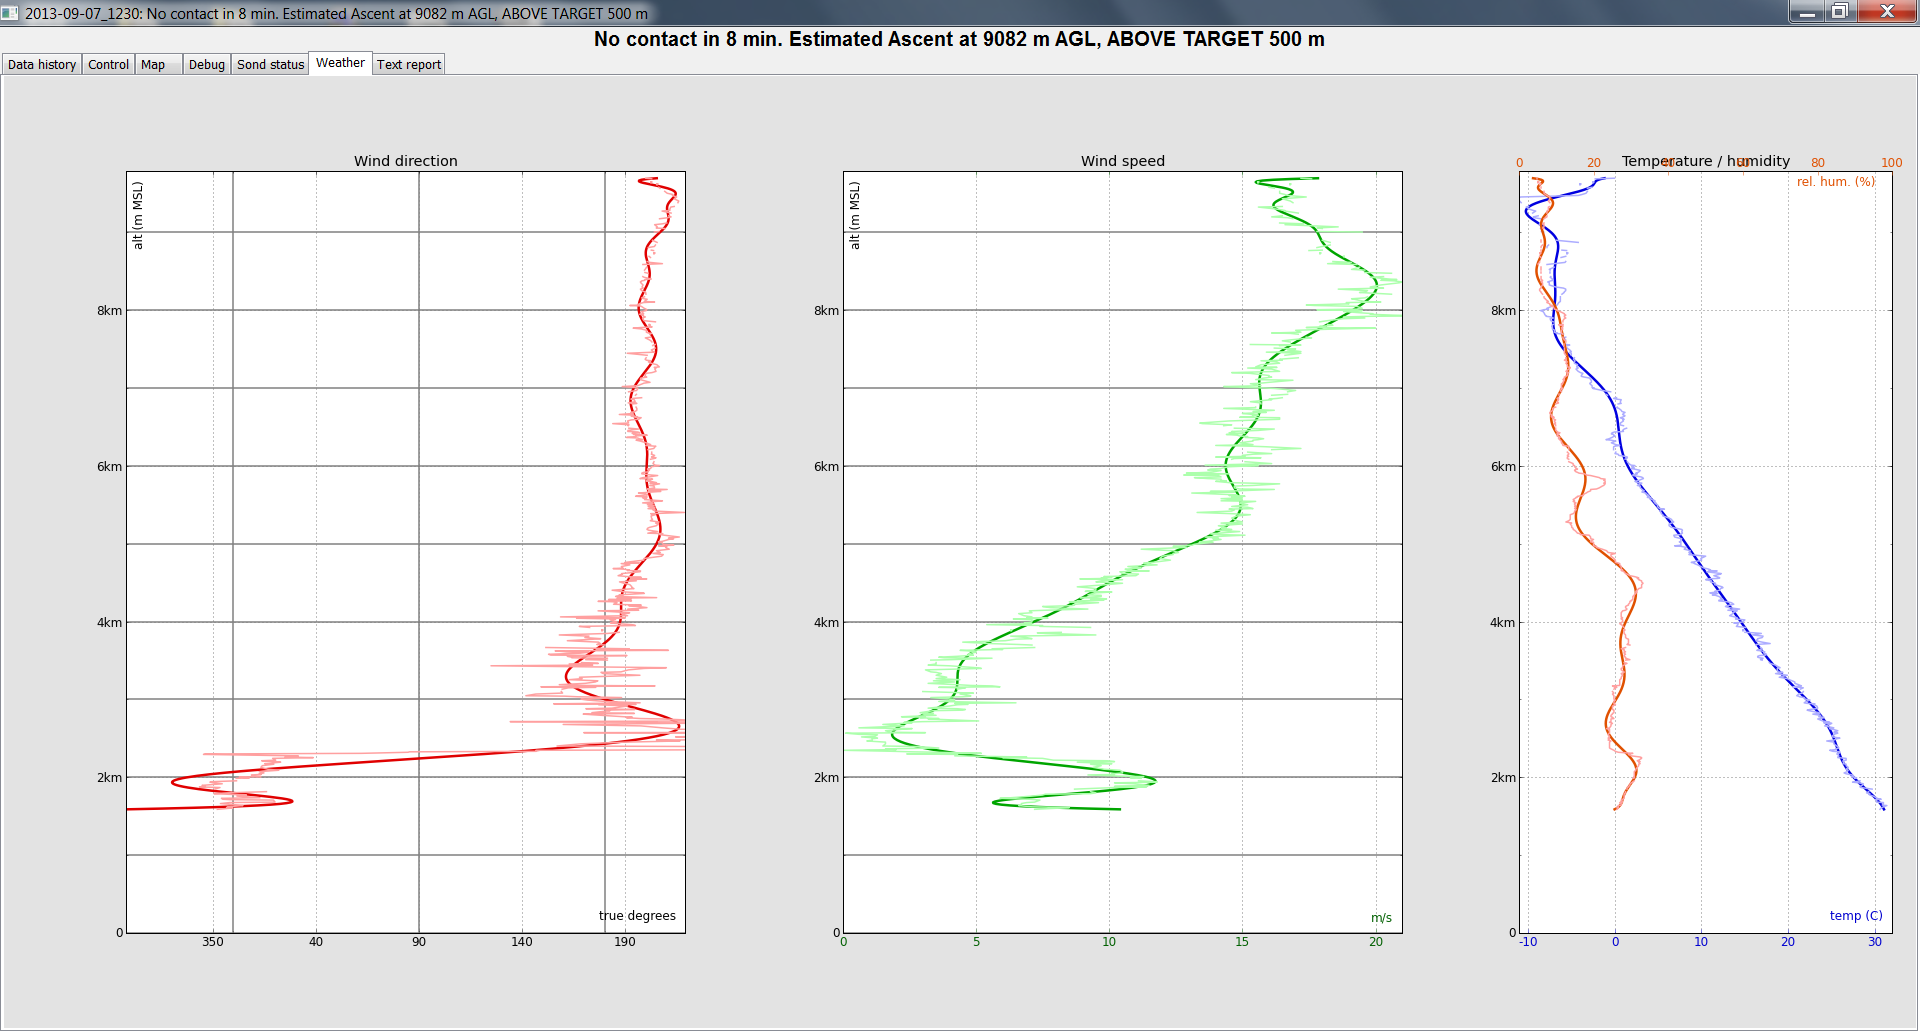 2013-09-07_1230: No contact in 8 min. Estimated Ascent at 9082 m AGL, ABOVE TARGET 500 m
No contact in 8 min. Estimated Ascent at 9082 m AGL, ABOVE TARGET 500 m
Data history Control Map Debug Sond status Weather Text report
Wind direction
alt (m MSL)
8km
6km
4km
2km
0
true degrees
350 40 90 140 190
Wind speed
alt (m MSL)
8km
6km
4km
2km
m/s
0 5 10 15 20
Temperature / humidity
0 20 40 60 80 100
rel. hum. (%)
8km
6km
4km
2km
0
temp (C)
-10 0 10 20 30